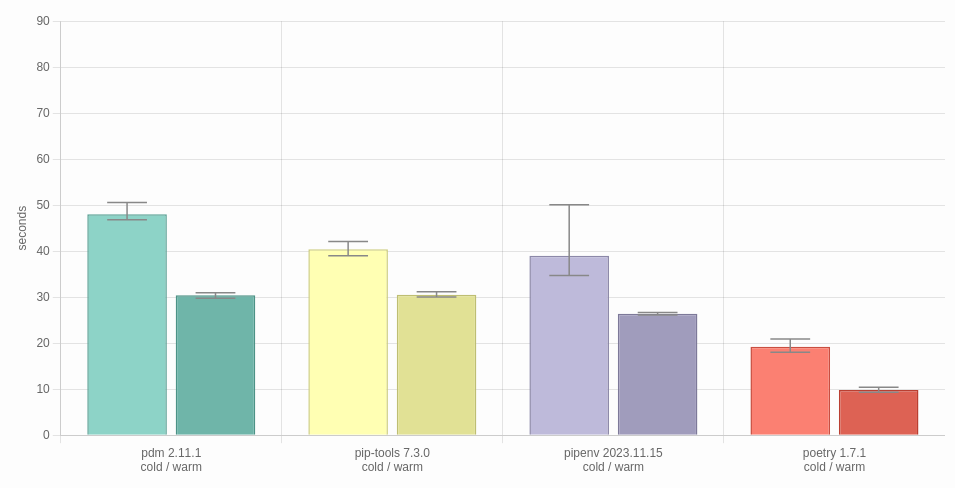 90
80
70
60
50
40
30
20
10
0
seconds
pdm 2.11.1
cold / warm
pip-tools 7.3.0
cold / warm
pipenv 2023.11.15
cold / warm
poetry 1.7.1
cold / warm